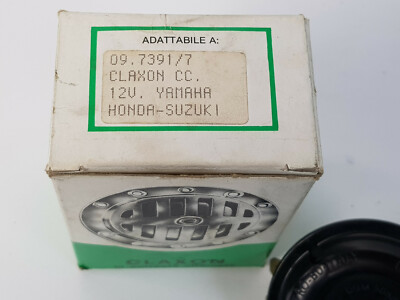 ADATTABILE A:
09.7391/7
CLAXON CC.
12V. YAMAHA
HONDA-SUZUKI
CLAXON